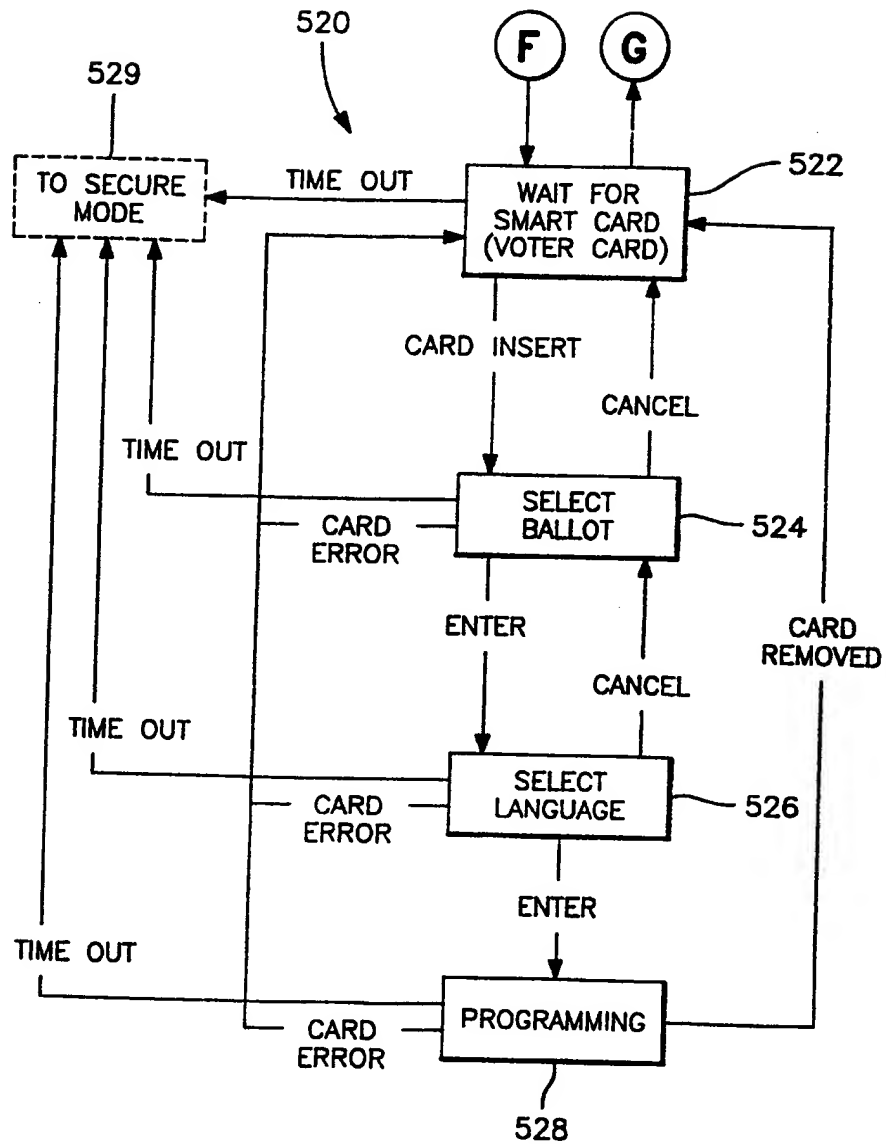 520
F
G
529
TO SECURE
MODE
TIME OUT
WAIT FOR
SMART CARD
(VOTER CARD)
522
CARD INSERT
CANCEL
TIME OUT
SELECT
BALLOT
524
CARD
ERROR
ENTER
CARD
REMOVED
CANCEL
TIME OUT
SELECT
LANGUAGE
526
CARD
ERROR
ENTER
TIME OUT
PROGRAMMING
CARD
ERROR
528